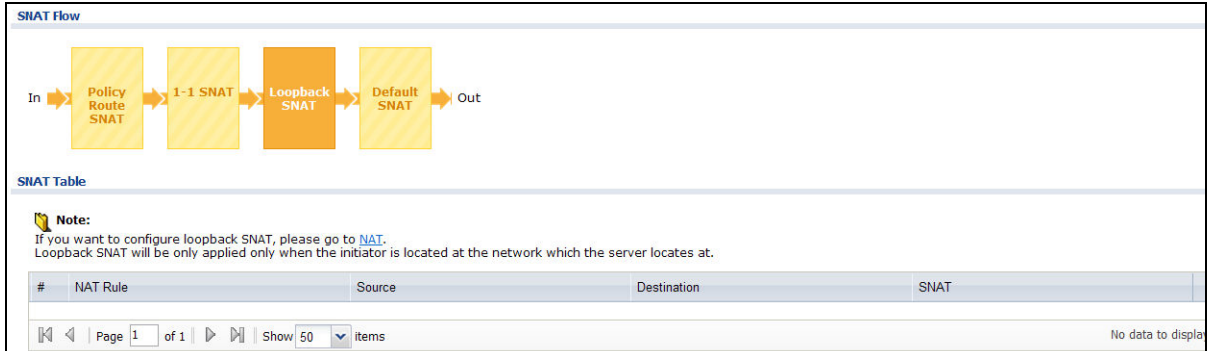 SNAT Flow
In
Policy Route SNAT
1-1 SNAT
Loopback SNAT
Default SNAT
Out
SNAT Table
Note:
If you want to configure loopback SNAT, please go to NAT.
Loopback SNAT will be only applied only when the initiator is located at the network which the server locates at.
# NAT Rule Source Destination SNAT
Page 1 of 1 Show 50 items No data to display